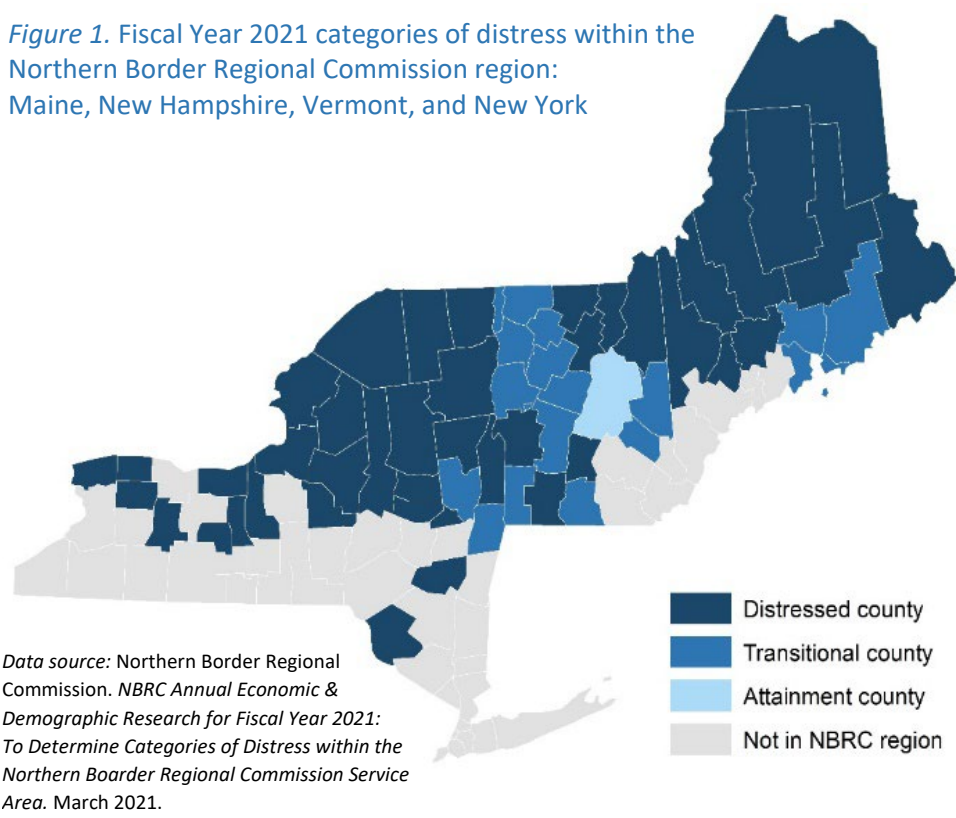 Figure 1. Fiscal Year 2021 categories of distress within the
Northern Border Regional Commission region:
Maine, New Hampshire, Vermont, and New York
Distressed county
Transitional county
Attainment county
Not in NBRC region
Data source: Northern Border Regional
Commission. NBRC Annual Economic &
Demographic Research for Fiscal Year 2021:
To Determine Categories of Distress within the
Northern Boarder Regional Commission Service
Area. March 2021.